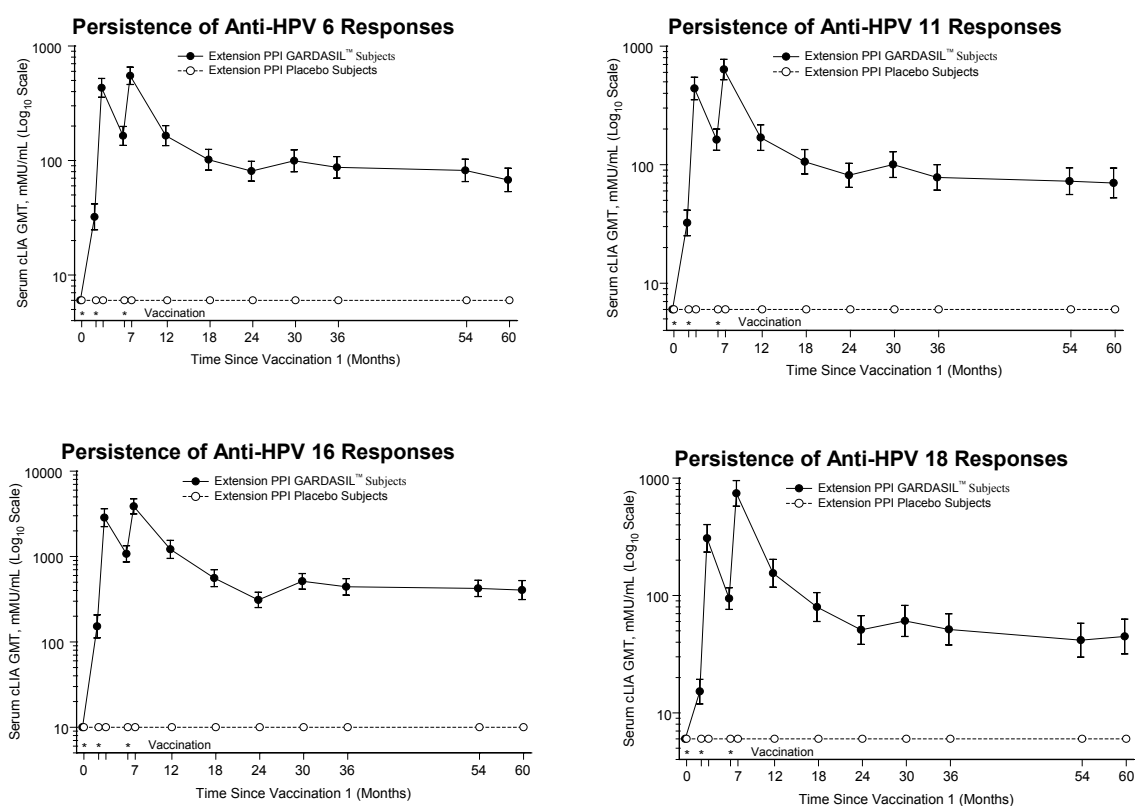 Persistence of Anti-HPV 6 Responses
Extension PPI GARDASIL™ Subjects
Extension PPI Placebo Subjects
Serum cLIA GMT, mMU/mL (Log10 Scale)
1000
100
10
* * * Vaccination
0 7 12 18 24 30 36 54 60
Time Since Vaccination 1 (Months)
Persistence of Anti-HPV 11 Responses
Extension PPI GARDASIL™ Subjects
Extension PPI Placebo Subjects
Serum cLIA GMT, mMU/mL (Log10 Scale)
1000
100
10
* * * Vaccination
0 7 12 18 24 30 36 54 60
Time Since Vaccination 1 (Months)
Persistence of Anti-HPV 16 Responses
Extension PPI GARDASIL™ Subjects
Extension PPI Placebo Subjects
Serum cLIA GMT, mMU/mL (Log10 Scale)
10000
1000
100
10
* * * Vaccination
0 7 12 18 24 30 36 54 60
Time Since Vaccination 1 (Months)
Persistence of Anti-HPV 18 Responses
Extension PPI GARDASIL™ Subjects
Extension PPI Placebo Subjects
Serum cLIA GMT, mMU/mL (Log10 Scale)
1000
100
10
* * * Vaccination
0 7 12 18 24 30 36 54 60
Time Since Vaccination 1 (Months)